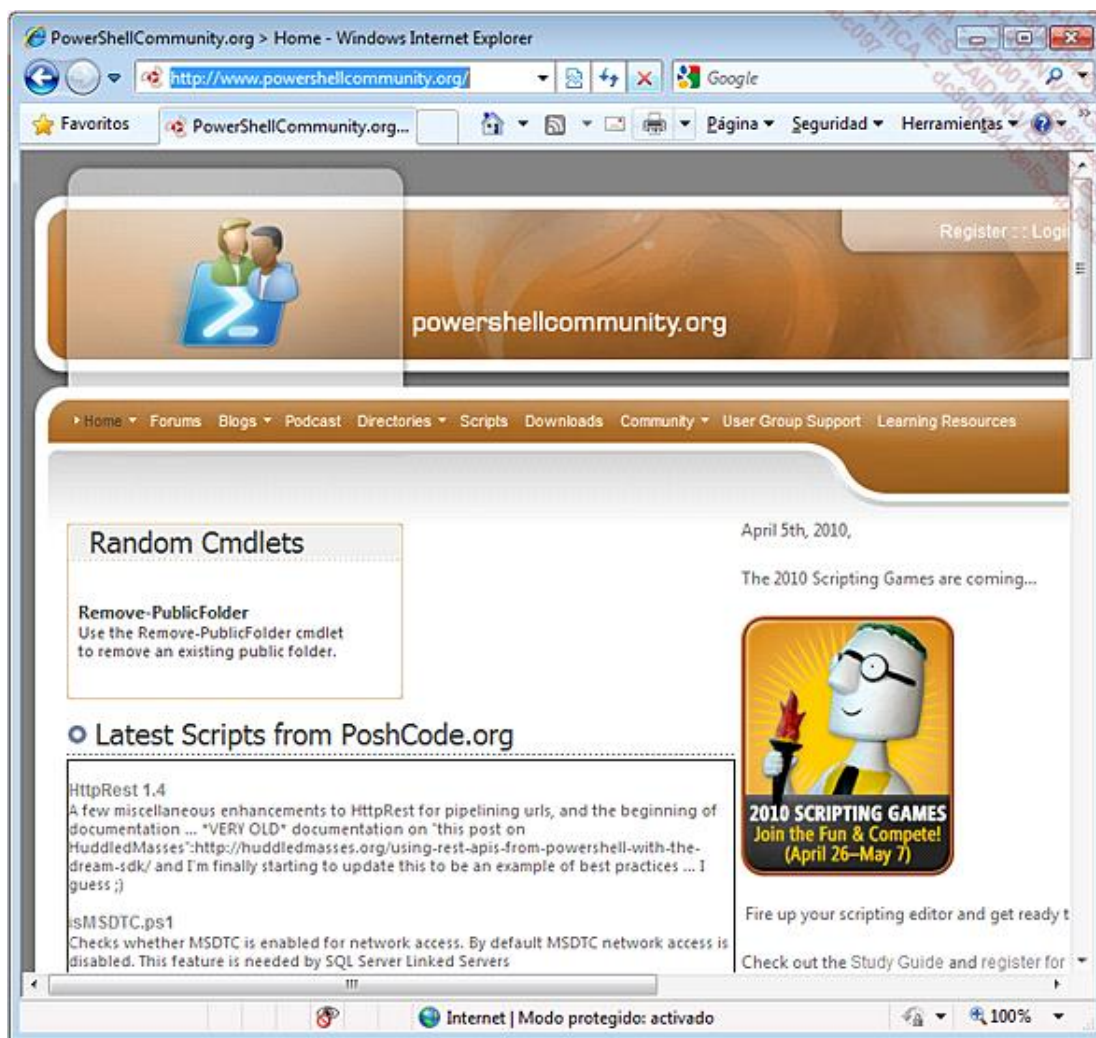 PowerShellCommunity.org > Home - Windows Internet Explorer
http://www.powershellcommunity.org/
Google
Favoritos
PowerShellCommunity.org...
Página
Seguridad
Herramientas
Register : : Login
powershellcommunity.org
Home Forums Blogs Podcast Directories Scripts Downloads Community User Group Support Learning Resources
Random Cmdlets
Remove-PublicFolder
Use the Remove-PublicFolder cmdlet
to remove an existing public folder.
Latest Scripts from PoshCode.org
HttpRest 1.4
A few miscellaneous enhancements to HttpRest for pipelining urls, and the beginning of
documentation ... *VERY OLD* documentation on "this post on
HuddledMasses":http://huddledmasses.org/using-rest-apis-from-powershell-with-the-
dream-sdk/ and I'm finally starting to update this to be an example of best practices ... I
guess ;)
isMSDTC.ps1
Checks whether MSDTC is enabled for network access. By default MSDTC network access is
disabled. This feature is needed by SQL Server Linked Servers
April 5th, 2010,
The 2010 Scripting Games are coming...
2010 SCRIPTING GAMES
Join the Fun & Compete!
(April 26–May 7)
Fire up your scripting editor and get ready t
Check out the Study Guide and register for
Internet | Modo protegido: activado
100%